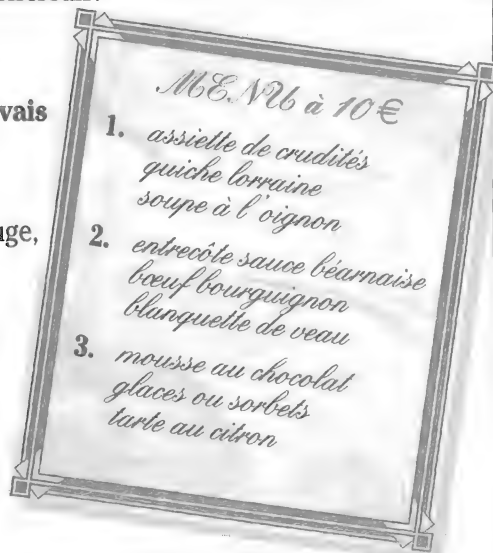 vais
MENU à 10€
1. assiette de crudités
quiche lorraine
soupe à l'oignon
2. entrecôte sauce béarnaise
bœuf bourguignon
blanquette de veau
3. mousse au chocolat
glaces ou sorbets
tarte au citron